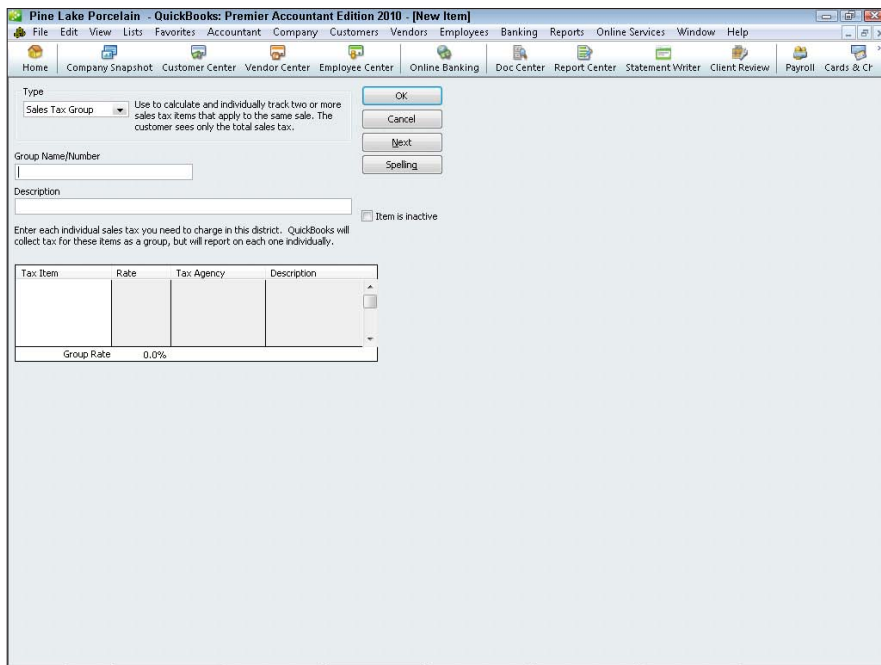 Pine Lake Porcelain - QuickBooks: Premier Accountant Edition 2010 - [New Item]
File Edit View Lists Favorites Accountant Company Customers Vendors Employees Banking Reports Online Services Window Help
Home Company Snapshot Customer Center Vendor Center Employee Center Online Banking Doc Center Report Center Statement Writer Client Review Payroll Cards & Ch
Type
Sales Tax Group
Use to calculate and individually track two or more
sales tax items that apply to the same sale. The
customer sees only the total sales tax.
OK
Cancel
Next
Spelling
Group Name/Number
Description
Item is inactive
Enter each individual sales tax you need to charge in this district. QuickBooks will
collect tax for these items as a group, but will report on each one individually.
Tax Item Rate Tax Agency Description
Group Rate 0.0%